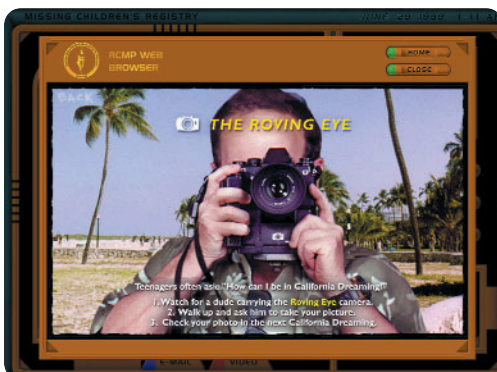 MISSING CHILDREN'S REGISTRY
RCMP WEB
BROWSER
HOME
CLOSE
BACK
THE ROVING EYE
Teenagers often ask "How can I be in California Dreaming?"
1. Watch for a dude carrying the Roving Eye camera.
2. Walk up and ask him to take your picture.
3. Check your photo in the next California Dreaming.
E-MAIL
VIDEO